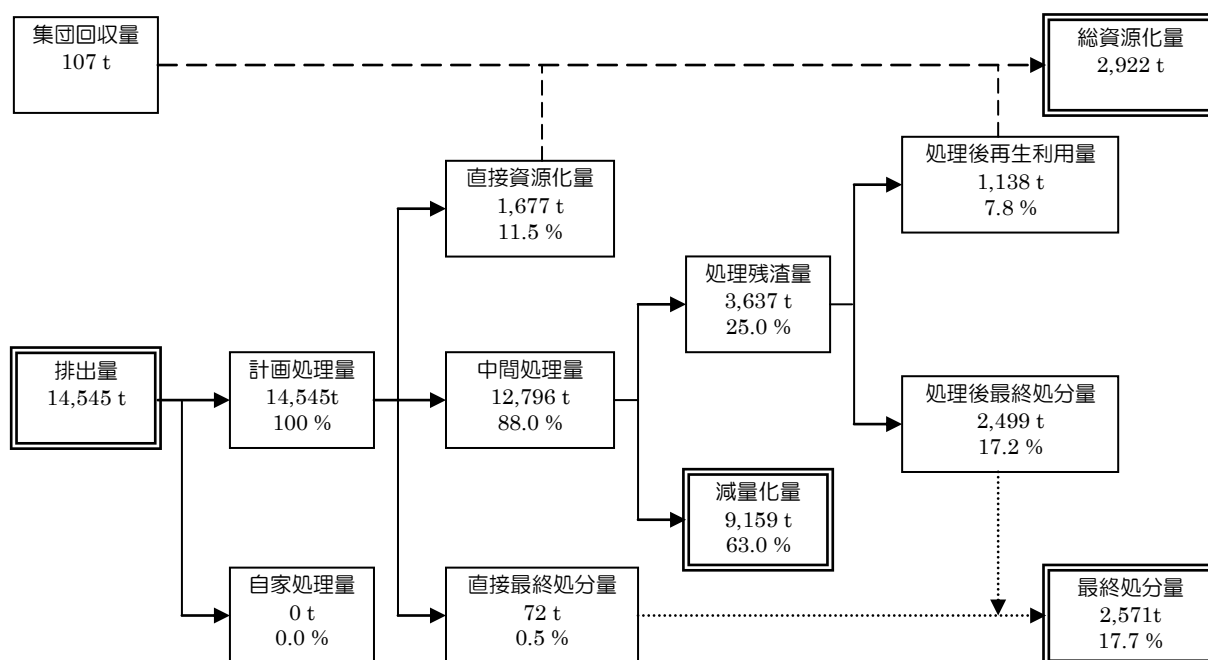 集団回収量
107 t
総資源化量
2,922 t
直接資源化量
1,677 t
11.5 %
処理後再生利用量
1,138 t
7.8 %
処理残渣量
3,637 t
25.0 %
排出量
14,545 t
計画処理量
14,545t
100 %
中間処理量
12,796 t
88.0 %
処理後最終処分量
2,499 t
17.2 %
減量化量
9,159 t
63.0 %
自家処理量
0 t
0.0 %
直接最終処分量
72 t
0.5 %
最終処分量
2,571t
17.7 %